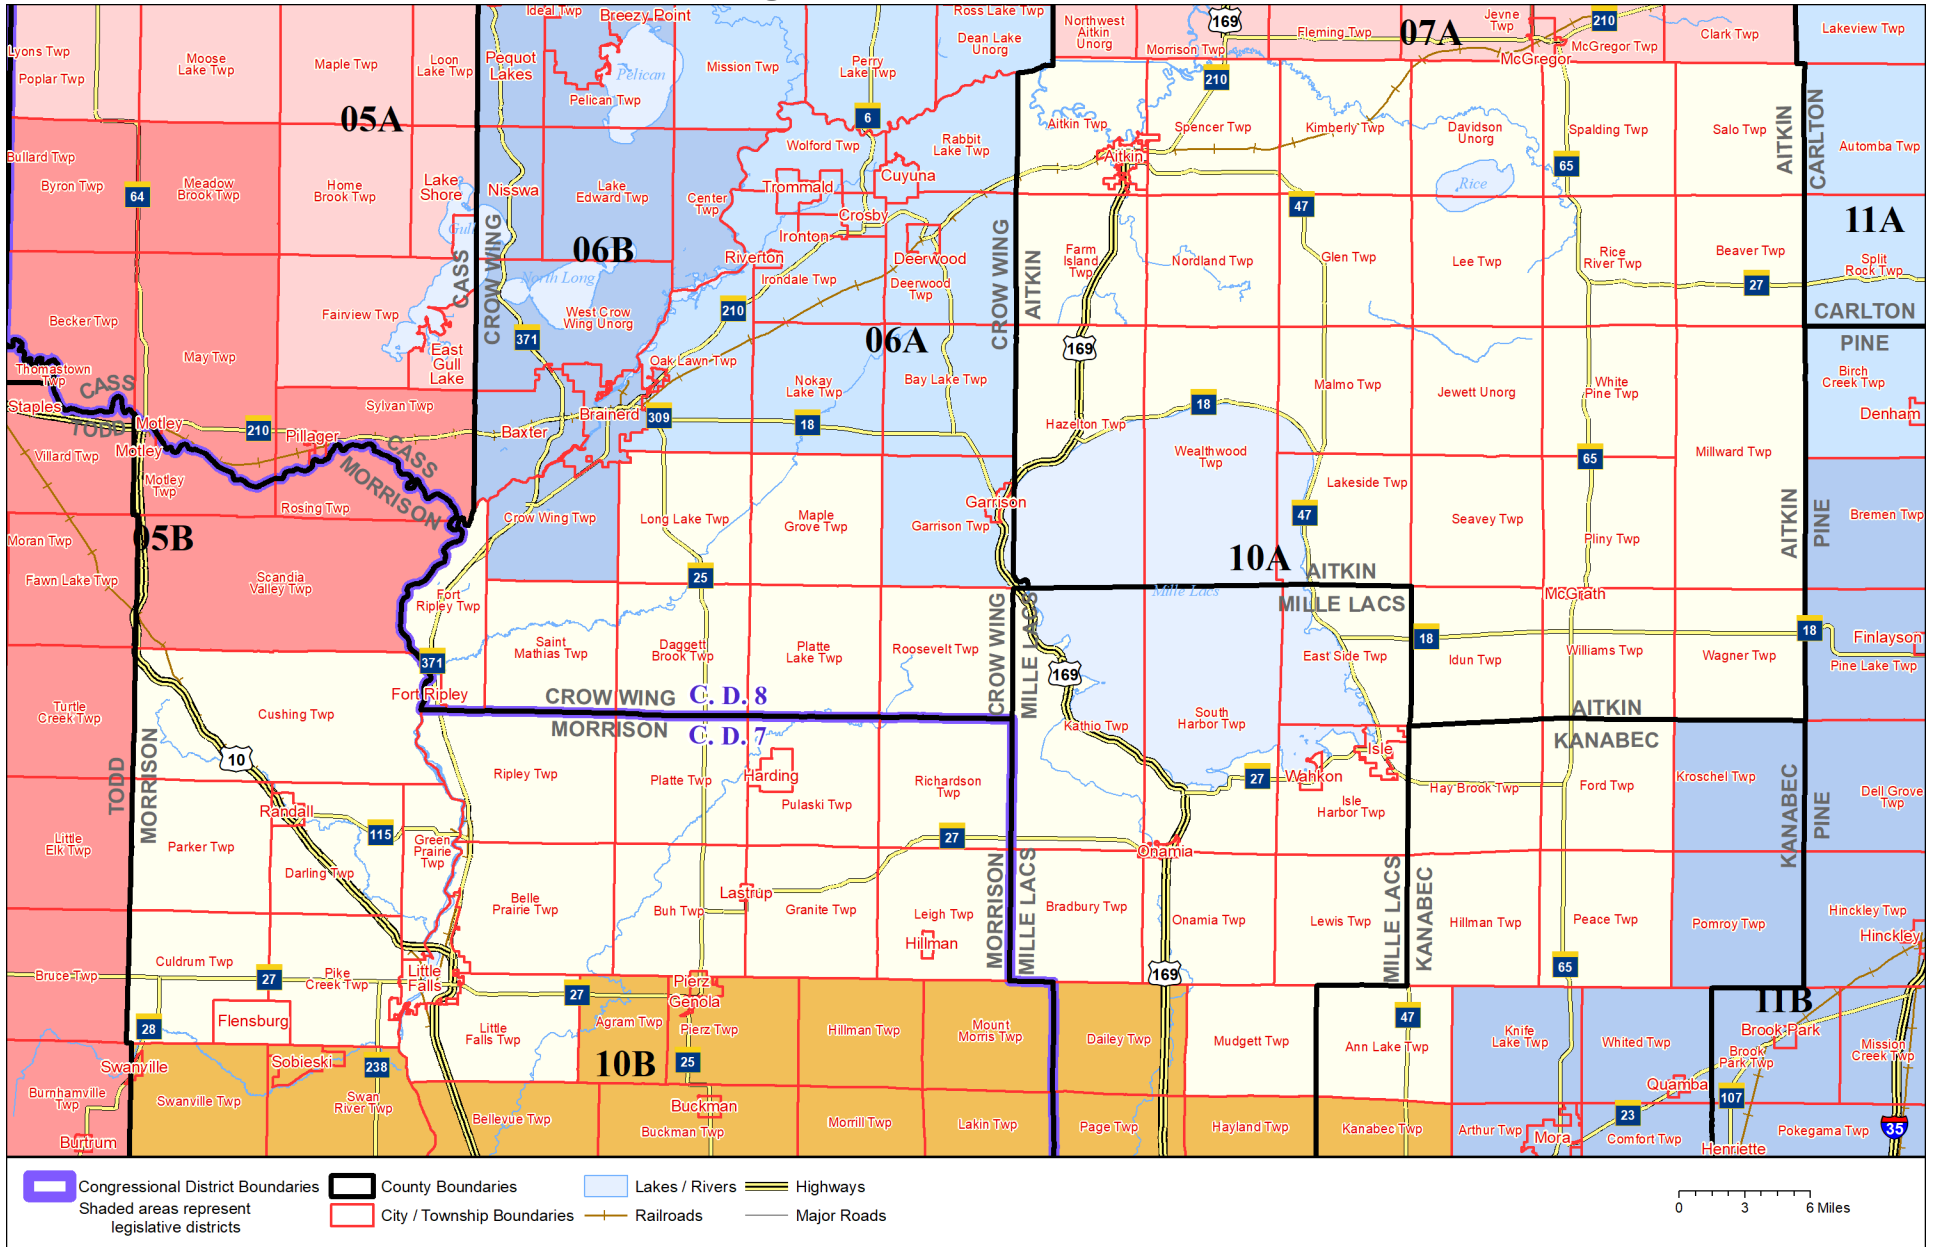 Ideal Twp
Breezy Point
Ross Lake Twp
Northwest
Aitkin
Unorg
169
Jevne
Twp
210
Lyons Twp
Poplar Twp
Moose
Lake Twp
Maple Twp
Loon
Lake Twp
Pequot
Lakes
Pelican
Mission Twp
Perry
Lake Twp
Dean Lake
Unorg
Morrison Twp
Fleming Twp
07A
McGregor
McGregor Twp
Clark Twp
Lakeview Twp
Pelican Twp
210
05A
6
Aitkin Twp
Spencer Twp
Kimberly Twp
Davidson
Unorg
Spalding Twp
Salo Twp
AITKIN
CARLTON
Automba Twp
Bullard Twp
Byron Twp
64
Meadow
Brook Twp
Home
Brook Twp
Lake
Shore
Nisswa
Lake
Edward Twp
Center
Twp
Wolford Twp
Rabbit
Lake Twp
Trommald
Cuyuna
Aitkin
65
Rice
47
Crosby
Ironton
11A
Gull
06B
Riverton
Deerwood
Irondale Twp
Deerwood
Twp
CASS
CROW WING
North Long
CROW WING
AITKIN
Farm
Island
Twp
Nordland Twp
Glen Twp
Lee Twp
Rice
River Twp
Beaver Twp
27
Split
Rock Twp
CARLTON
Becker Twp
Fairview Twp
West Crow
Wing Unorg
210
371
06A
169
PINE
May Twp
East
Gull
Lake
Oak Lawn Twp
Nokay
Lake Twp
Bay Lake Twp
Malmo Twp
Jewett Unorg
White
Pine Twp
Birch
Creek Twp
Thomastown
Twp
CASS
Staples
TODD
Sylvan Twp
Brainerd
309
18
18
Hazelton Twp
Denham
Motley
Motley
210
Pillager
Baxter
Wealthwood
Twp
65
Millward Twp
Villard Twp
Motley
Twp
CASS
MORRISON
Lakeside Twp
Rosing Twp
Crow Wing Twp
Long Lake Twp
Maple
Grove Twp
Garrison
Garrison Twp
47
Seavey Twp
Pliny Twp
AITKIN
PINE
Bremen Twp
Moran Twp
05B
10A
Fawn Lake Twp
Scandia
Valley Twp
Fort
Ripley Twp
25
AITKIN
Mille Lacs
MILLE LACS
McGrath
CROW WING
MILLE LACS
Saint
Mathias Twp
Daggett
Brook Twp
Platte
Lake Twp
Roosevelt Twp
371
169
East Side Twp
18
Idun Twp
Williams Twp
Wagner Twp
18
Finlayson
Pine Lake Twp
Fort Ripley
CROW WING
C. D. 8
Turtle
Creek Twp
Cushing Twp
MORRISON
C. D. 7
Kathio Twp
South
Harbor Twp
AITKIN
KANABEC
10
Ripley Twp
Platte Twp
Harding
Pulaski Twp
Richardson
Twp
27
Wahkon
Isle
Isle
Harbor Twp
Hay Brook Twp
Ford Twp
Kroschel Twp
KANABEC
PINE
Dell Grove
Twp
TODD
MORRISON
Randall
115
Green
Prairie
Twp
27
Onamia
Little
Elk Twp
Parker Twp
Darling Twp
Belle
Prairie Twp
Buh Twp
Lastrup
Granite Twp
Leigh Twp
Hillman
MORRISON
MILLE LACS
Bradbury Twp
Onamia Twp
Lewis Twp
MILLE LACS
KANABEC
Hillman Twp
Peace Twp
Pomroy Twp
Hinckley Twp
Hinckley
Bruce Twp
Culdrum Twp
27
Pike
Creek Twp
Little
Falls
27
Pierz
Genola
169
65
11B
Flensburg
28
Little
Falls Twp
Agram Twp
Pierz Twp
Hillman Twp
Mount
Morris Twp
Dailey Twp
Mudgett Twp
47
Ann Lake Twp
Knife
Lake Twp
Whited Twp
Brook Park
Brook
Park Twp
Mission
Creek Twp
Swanville
Sobieski
238
10B
25
Burnhamville
Twp
Swanville Twp
Swan
River Twp
Bellevue Twp
Buckman
Buckman Twp
Morrill Twp
Lakin Twp
Page Twp
Hayland Twp
Kanabec Twp
Arthur Twp
Mora
23
Quamba
Comfort Twp
107
Henriette
Pokegama Twp
35
Burtrum
Congressional District Boundaries
Shaded areas represent
legislative districts
County Boundaries
City / Township Boundaries
Lakes / Rivers
Railroads
Highways
Major Roads
0 3 6 Miles